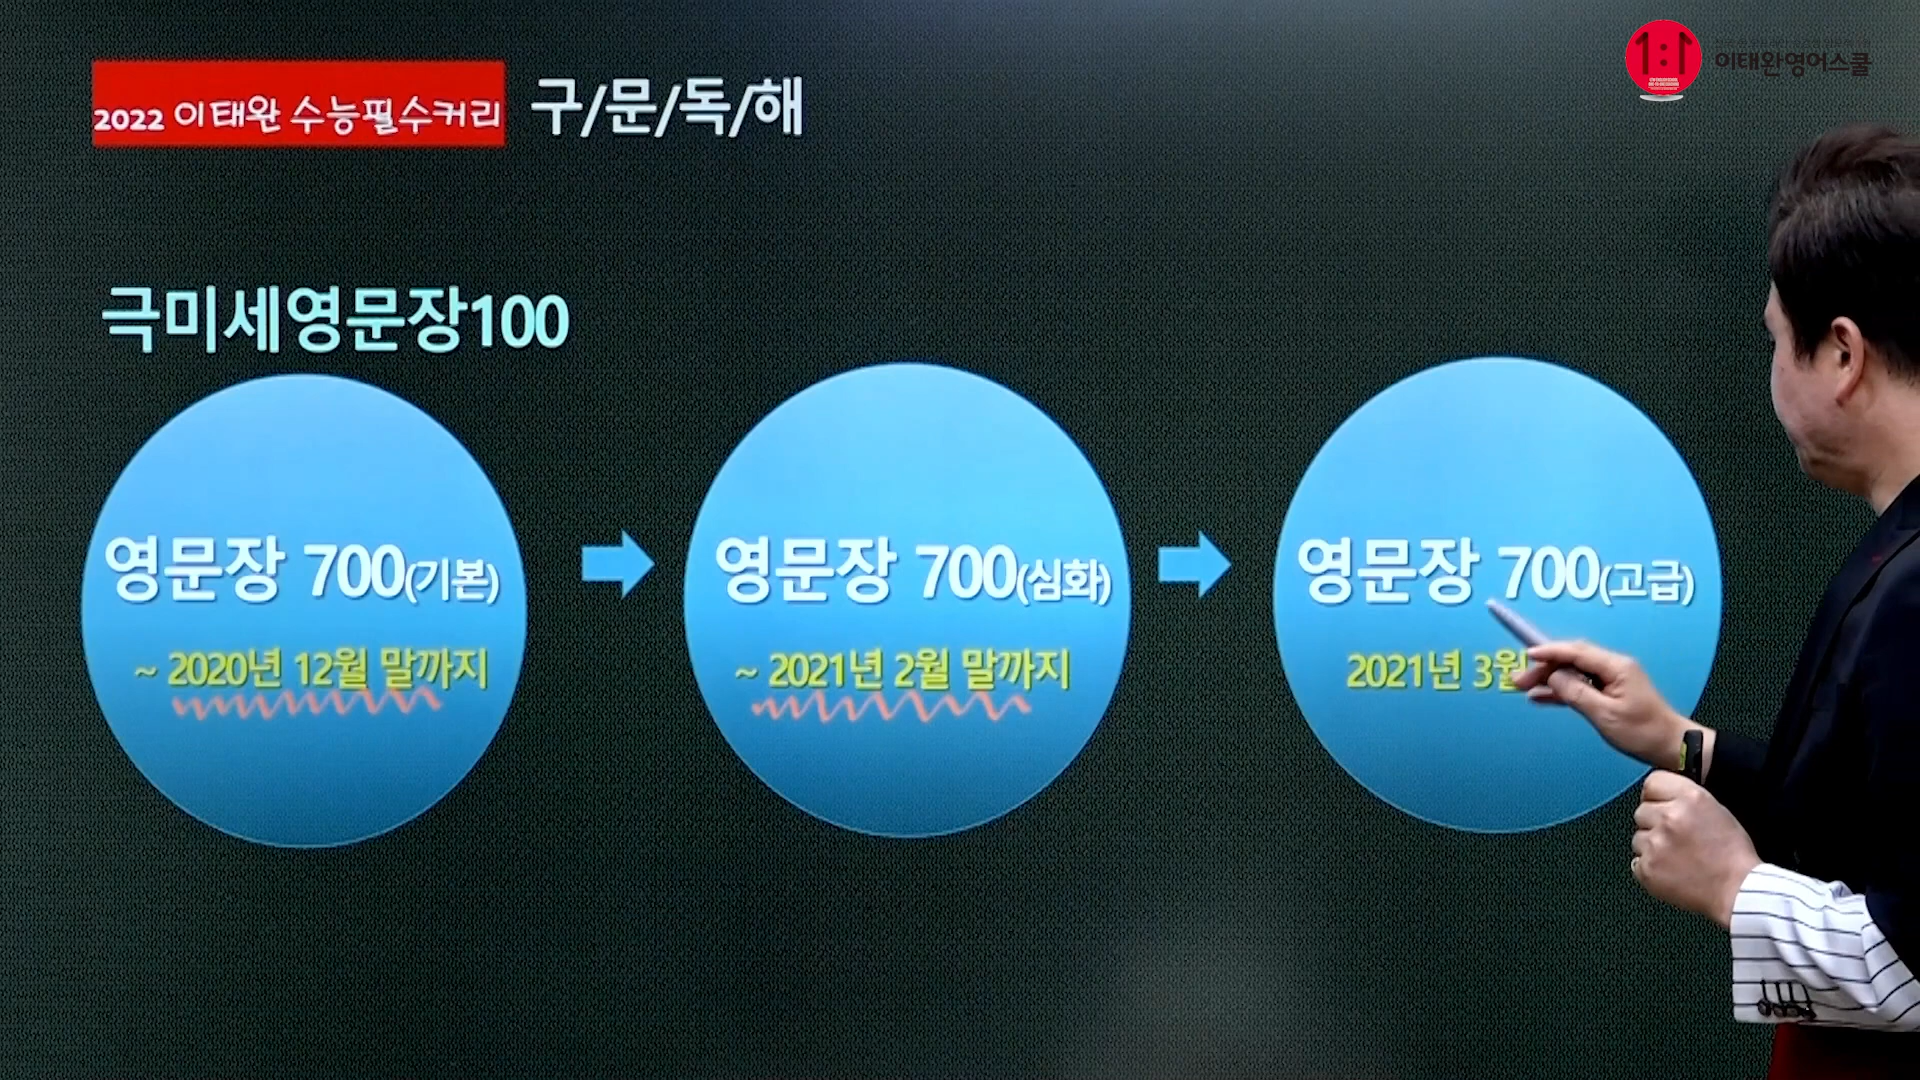 2022 이태완 수능필수커리
구/문/독/해
1:1
이태완영어스쿨
극미세영문장100
영문장 700(기본)
~ 2020년 12월 말까지
영문장 700(심화)
~ 2021년 2월 말까지
영문장 700(고급)
2021년 3월